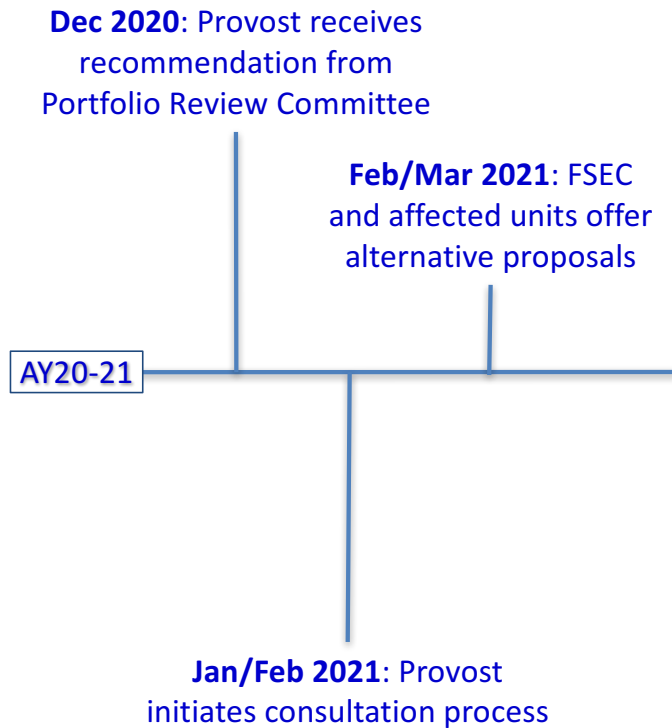 Dec 2020: Provost receives
recommendation from
Portfolio Review Committee
Feb/Mar 2021: FSEC
and affected units offer
alternative proposals
AY20-21
Jan/Feb 2021: Provost
initiates consultation process